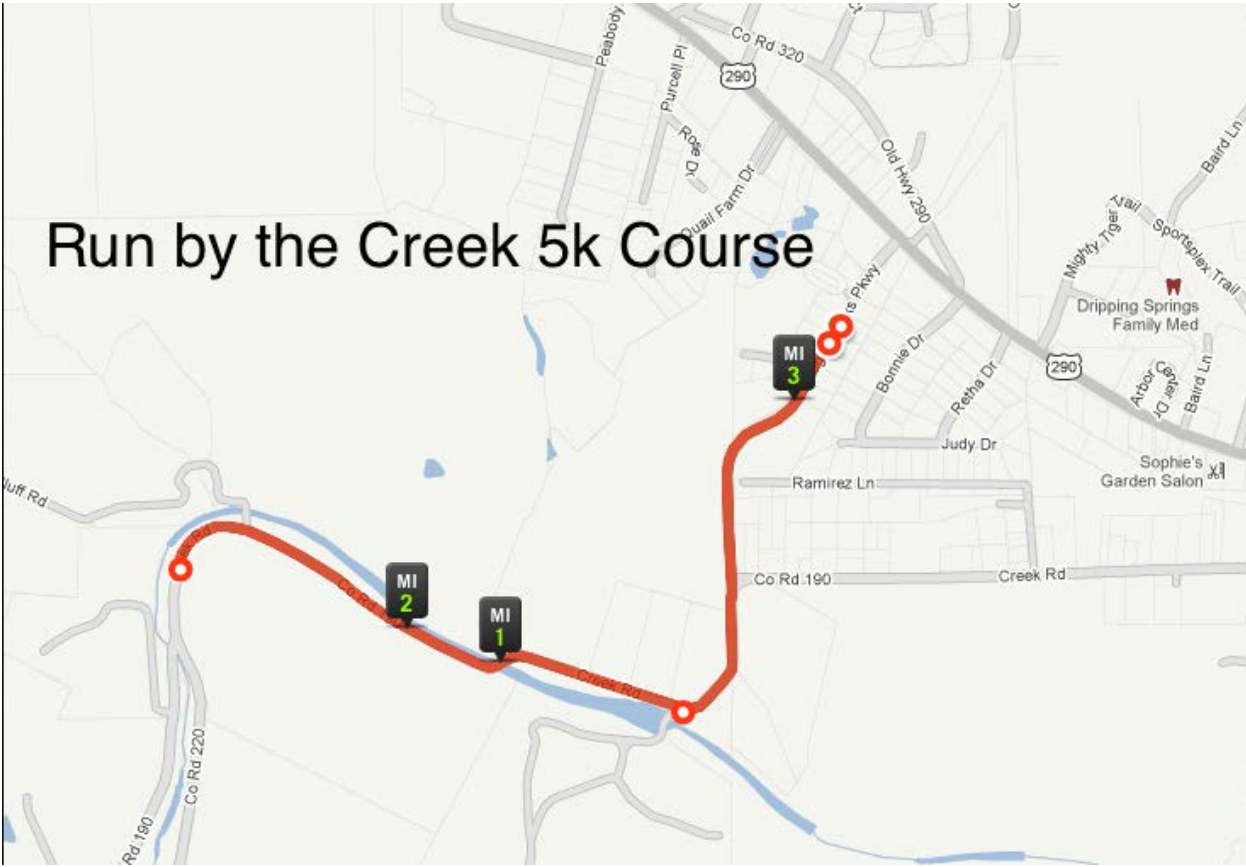 Peabody
Purcell Pl
Co Rd 320
290
Rose Dr
Quail Farm Dr
Old Hwy 290
Baird Ln
Run by the Creek 5k Course
Mighty Tiger Trail
Sportsplex Trail
Pkwy
Dripping Springs
Family Med
MI
3
Bonnie Dr
Retha Dr
290
Arbor Center Dr
Baird Ln
Judy Dr
Sophie's
Garden Salon
Ramirez Ln
Rd
Rd
Co Rd 190
Creek Rd
MI
2
Co Rd
MI
1
Creek Rd
Co Rd 220
Rd 190